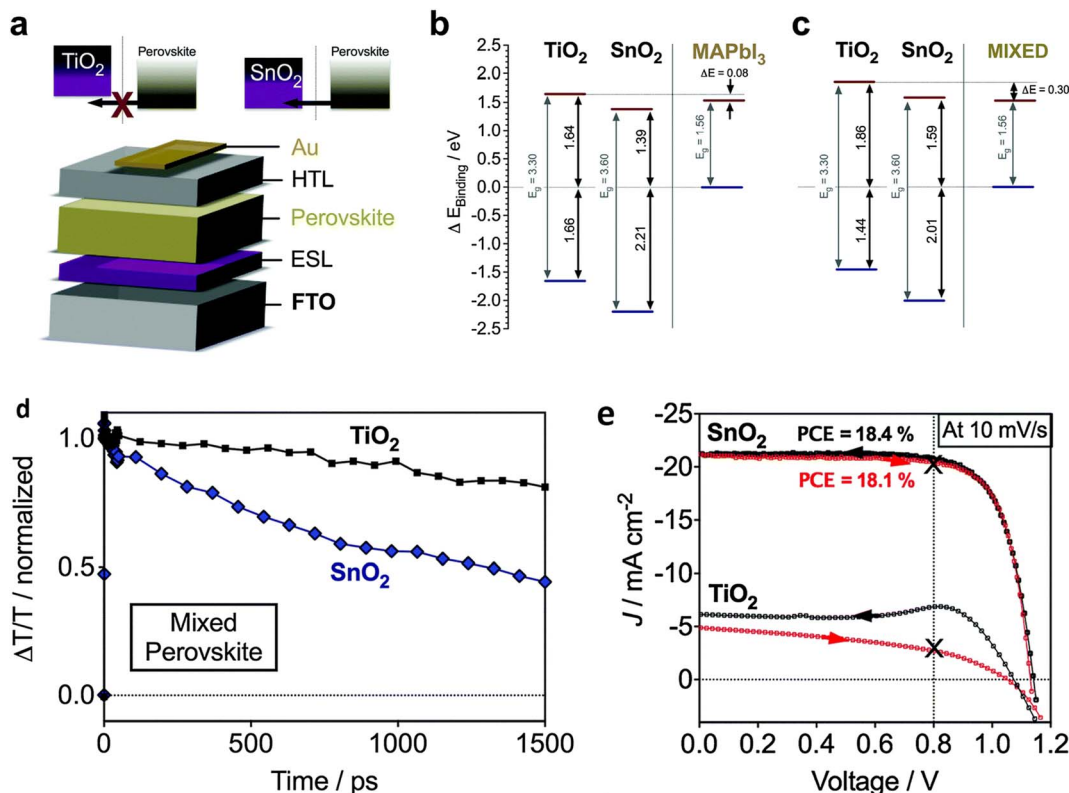 a
TiO2
Perovskite
SnO2
Perovskite
X
Au
HTL
Perovskite
ESL
FTO
b
TiO2 SnO2 MAPbI3
Δ EBinding / eV
2.5
2.0
1.5
1.0
0.5
0.0
-0.5
-1.0
-1.5
-2.0
-2.5
ΔE = 0.08
Eg = 3.30
1.64
1.66
Eg = 3.60
1.39
2.21
Eg = 1.56
c
TiO2 SnO2 MIXED
ΔE = 0.30
Eg = 3.30
1.86
1.44
Eg = 3.60
1.59
2.01
Eg = 1.56
d
ΔT/T / normalized
1.0
0.5
0.0
TiO2
SnO2
Mixed
Perovskite
0 500 1000 1500
Time / ps
e
J / mA cm-2
-25
-20
-15
-10
-5
0
At 10 mV/s
SnO2
PCE = 18.4 %
PCE = 18.1 %
X
TiO2
X
0.0 0.2 0.4 0.6 0.8 1.0 1.2
Voltage / V